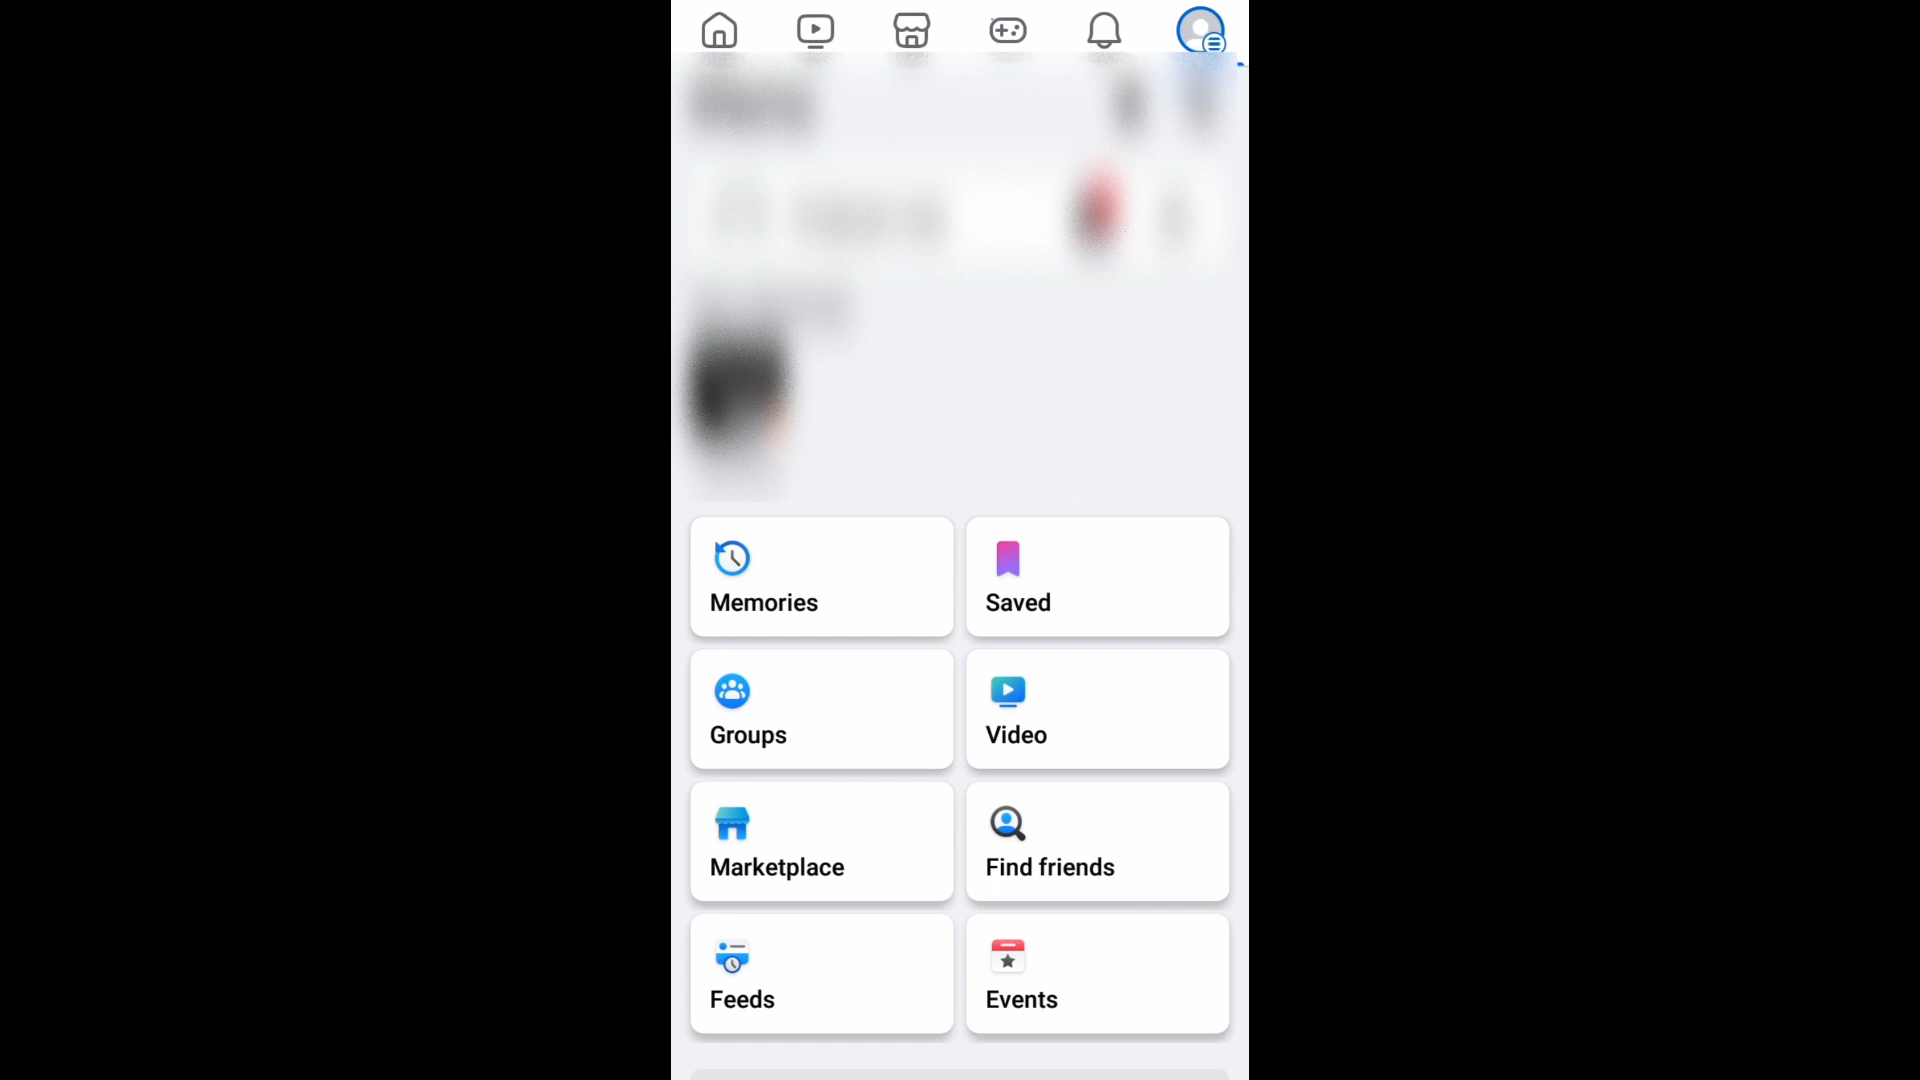 Memories
Saved
Groups
Video
Marketplace
Find friends
Feeds
Events